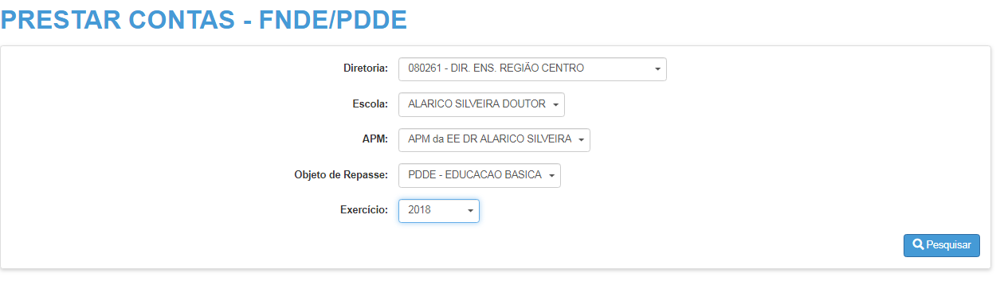 PRESTAR CONTAS - FNDE/PDDE
Diretoria: 080261 - DIR. ENS. REGIÃO CENTRO
Escola: ALARICO SILVEIRA DOUTOR
APM: APM da EE DR ALARICO SILVEIRA
Objeto de Repasse: PDDE - EDUCACAO BASICA
Exercício: 2018
Pesquisar